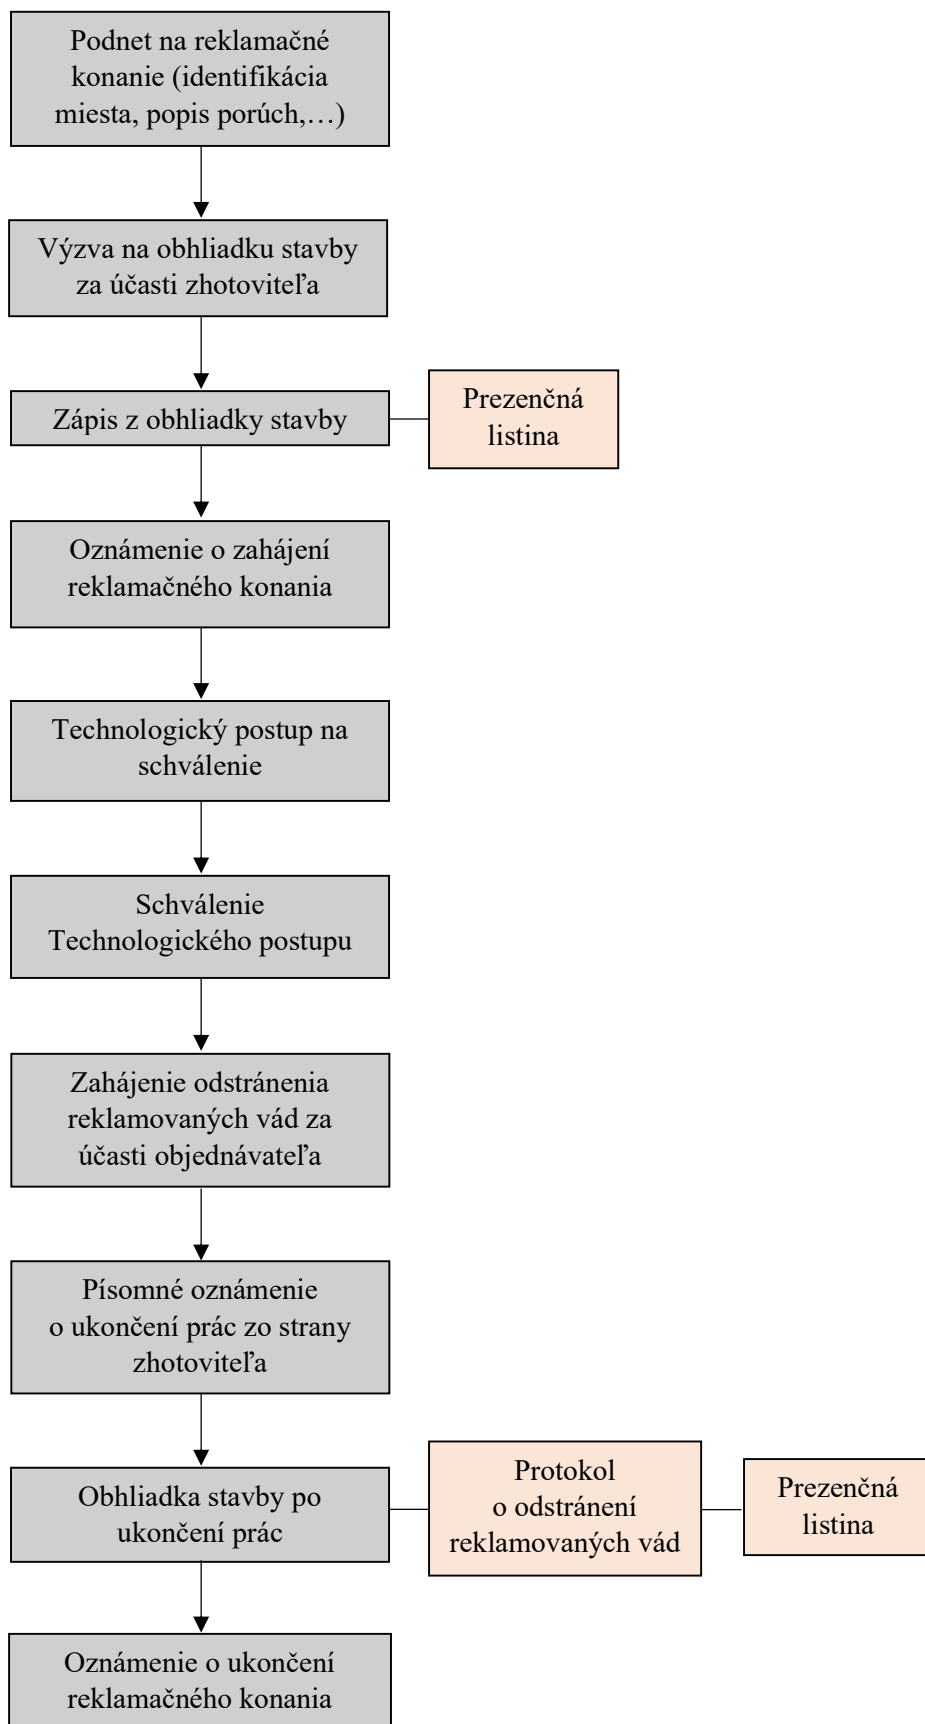 Podnet na reklamačné
konanie (identifikácia
miesta, popis porúch,…)
Výzva na obhliadku stavby
za účasti zhotoviteľa
Zápis z obhliadky stavby
Prezenčná
listina
Oznámenie o zahájení
reklamačného konania
Technologický postup na
schválenie
Schválenie
Technologického postupu
Zahájenie odstránenia
reklamovaných vád za
účasti objednávateľa
Písomné oznámenie
o ukončení prác zo strany
zhotoviteľa
Obhliadka stavby po
ukončení prác
Protokol
o odstránení
reklamovaných vád
Prezenčná
listina
Oznámenie o ukončení
reklamačného konania